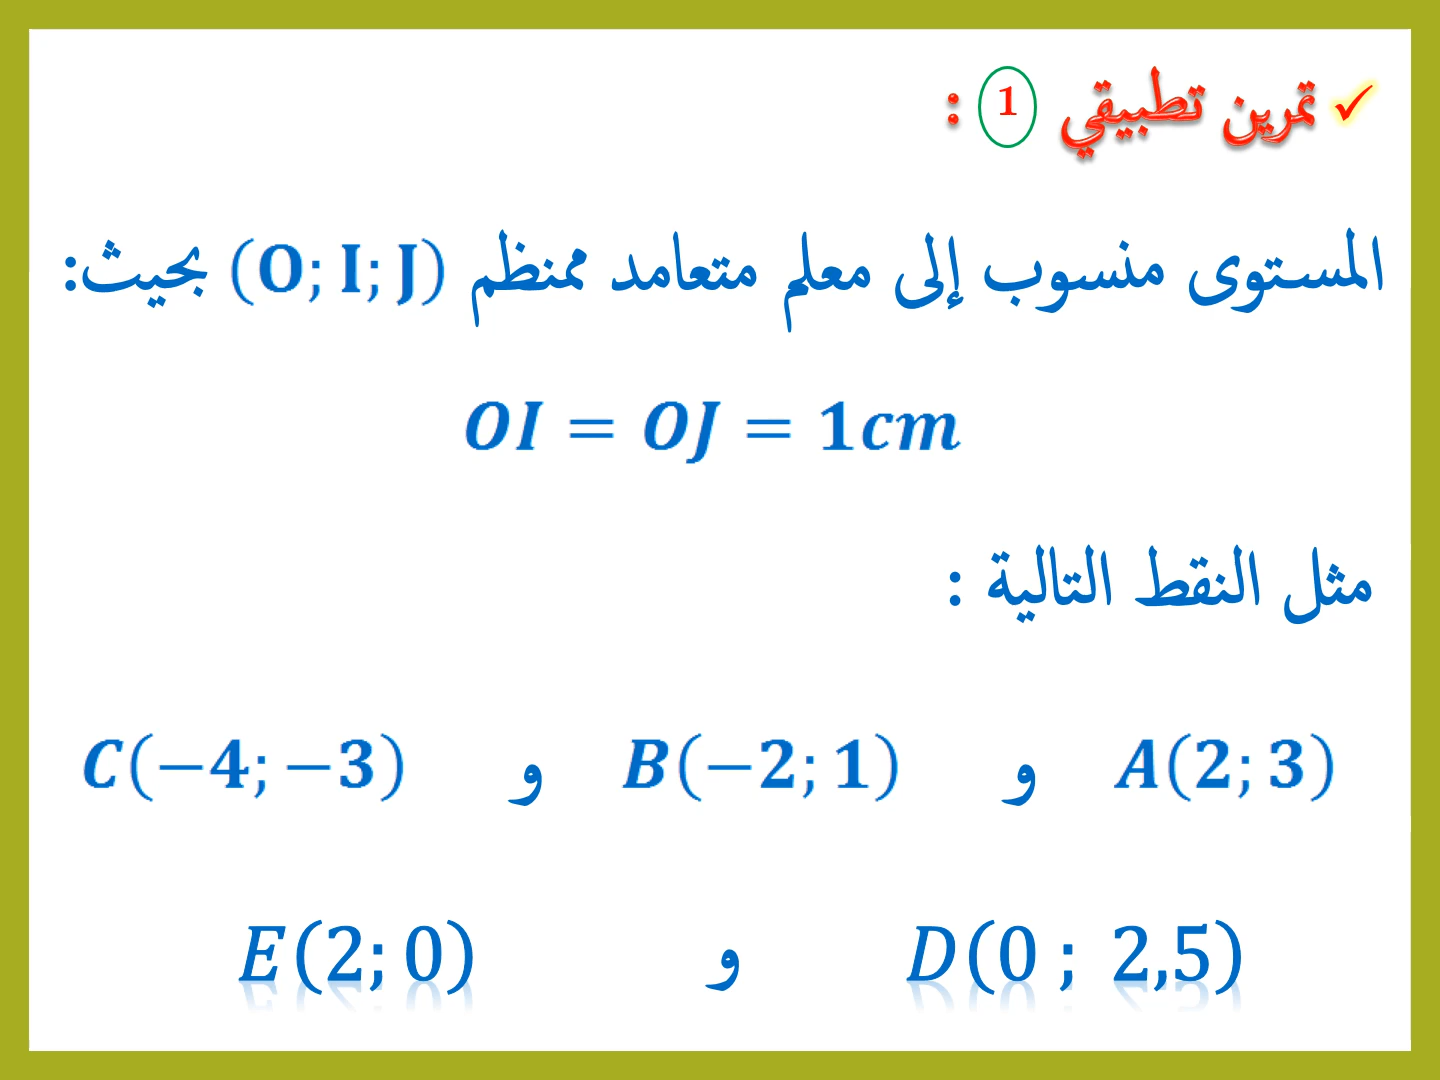 ✓ تمرين تطبيقي 1 :
المستوى منسوب إلى معلم متعامد ممنظم (O; I; J) بحيث:
OI = OJ = 1cm
مثل النقط التالية :
A(2; 3) و B(−2; 1) و C(−4; −3)
D(0 ; 2,5) و E(2; 0)